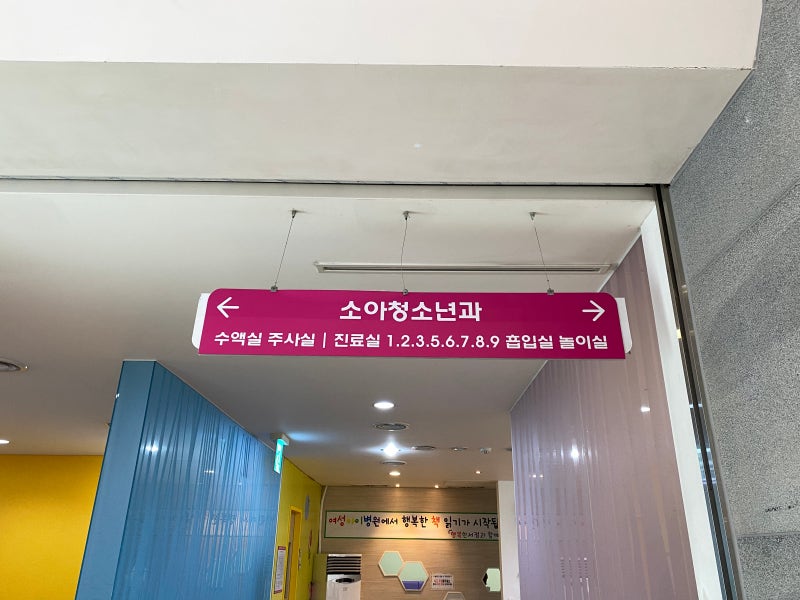 ← 소아청소년과 →
수액실 주사실 | 진료실 1.2.3.5.6.7.8.9 흡입실 놀이실
여성아이병원에서 행복한 책 읽기가 시작됩